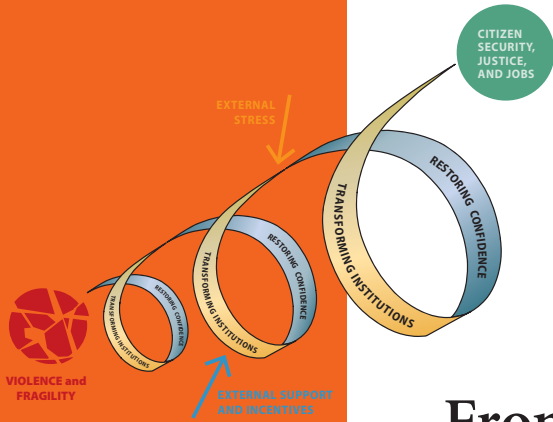 CITIZEN
SECURITY,
JUSTICE,
AND JOBS
EXTERNAL
STRESS
RESTORING CONFIDENCE
TRANSFORMING INSTITUTIONS
RESTORING CONFIDENCE
TRANSFORMING INSTITUTIONS
RESTORING CONFIDENCE
TRANSFORMING INSTITUTIONS
VIOLENCE and
FRAGILITY
EXTERNAL SUPPORT
AND INCENTIVES